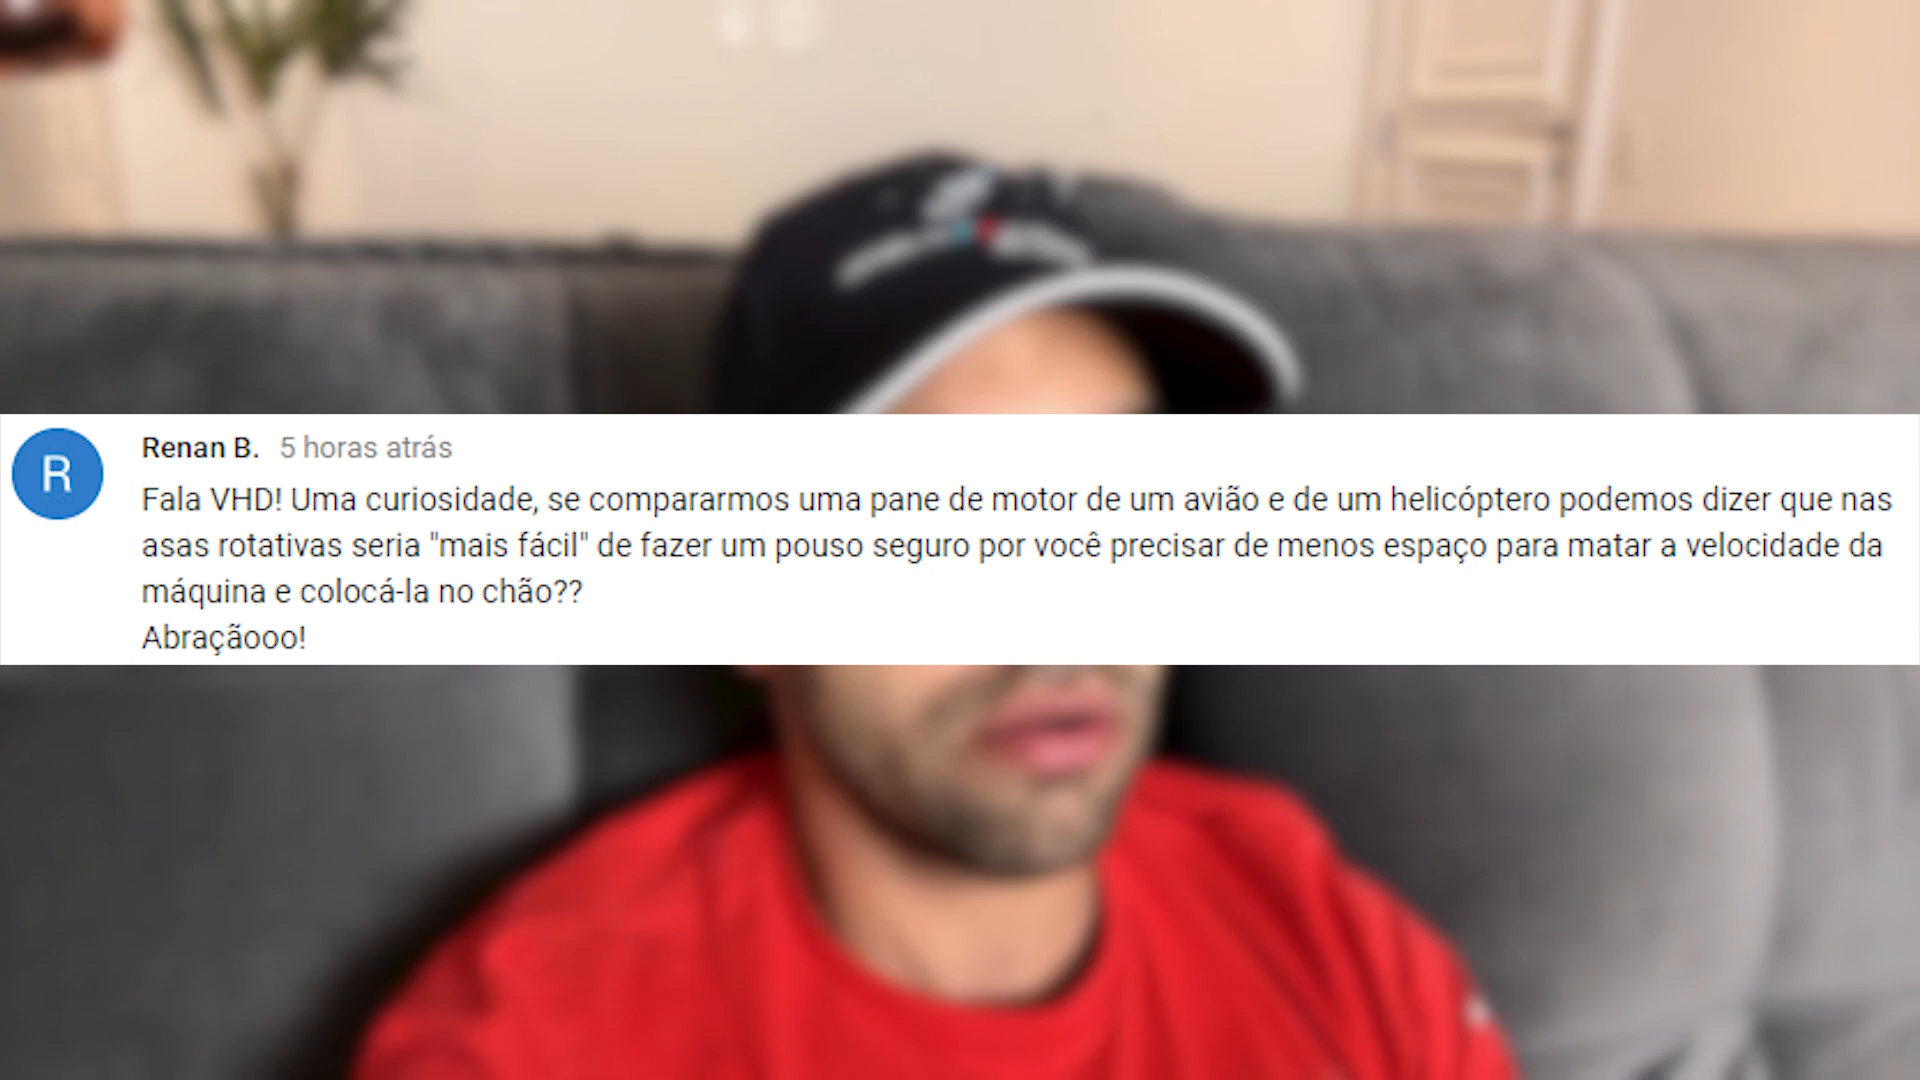 R
Renan B. 5 horas atrás
Fala VHD! Uma curiosidade, se compararmos uma pane de motor de um avião e de um helicóptero podemos dizer que nas
asas rotativas seria "mais fácil" de fazer um pouso seguro por você precisar de menos espaço para matar a velocidade da
máquina e colocá-la no chão??
Abraçãooo!